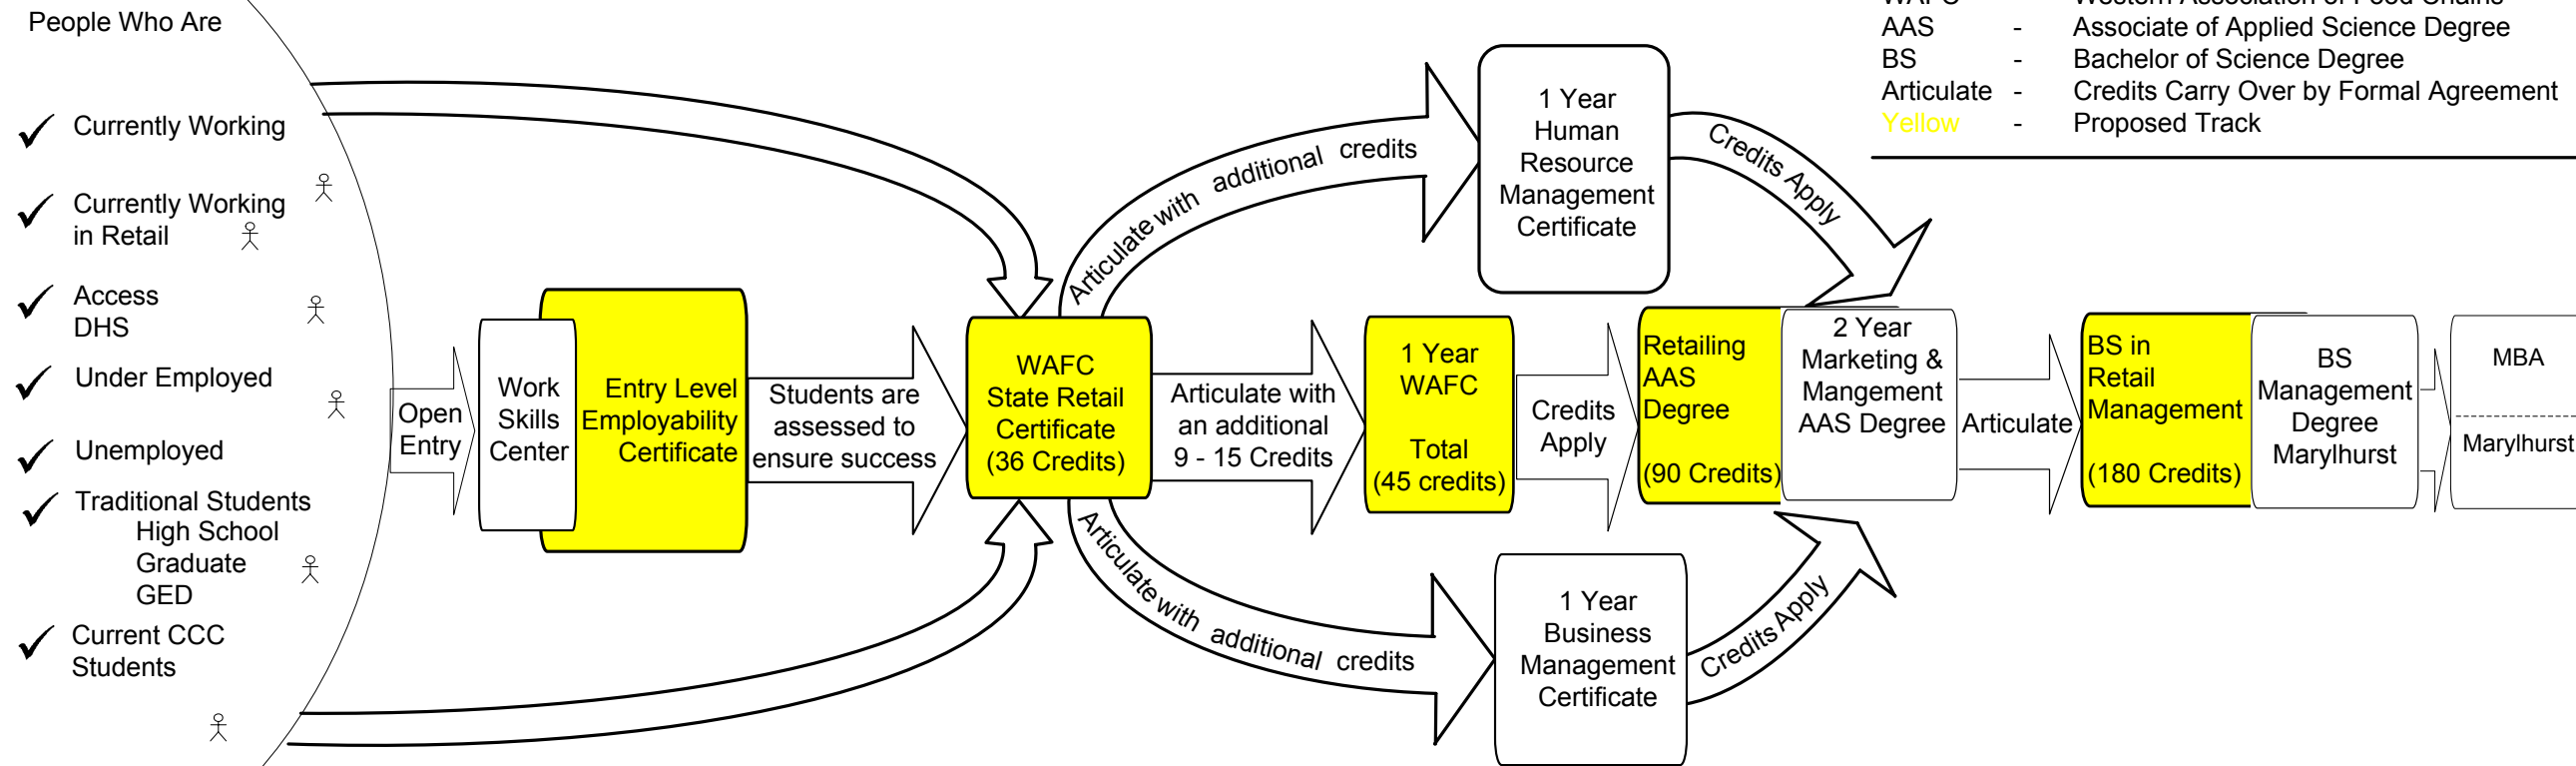 People Who Are
Currently Working
Currently Working
in Retail
Access
DHS
Under Employed
Unemployed
Traditional Students
High School
Graduate
GED
Current CCC
Students
Open
Entry
Work
Skills
Center
Entry Level
Employability
Certificate
Students are
assessed to
ensure success
WAFC
State Retail
Certificate
(36 Credits)
Articulate with additional credits
1 Year
Human
Resource
Management
Certificate
Credits Apply
Articulate with
an additional
9 - 15 Credits
1 Year
WAFC
Total
(45 credits)
Credits
Apply
Articulate with additional credits
1 Year
Business
Management
Certificate
Credits Apply
Retailing
AAS
Degree
(90 Credits)
2 Year
Marketing &
Mangement
AAS Degree
Articulate
BS in
Retail
Management
(180 Credits)
BS
Management
Degree
Marylhurst
MBA
Marylhurst
WAFC - Western Association of Food Chains
AAS - Associate of Applied Science Degree
BS - Bachelor of Science Degree
Articulate - Credits Carry Over by Formal Agreement
Yellow - Proposed Track